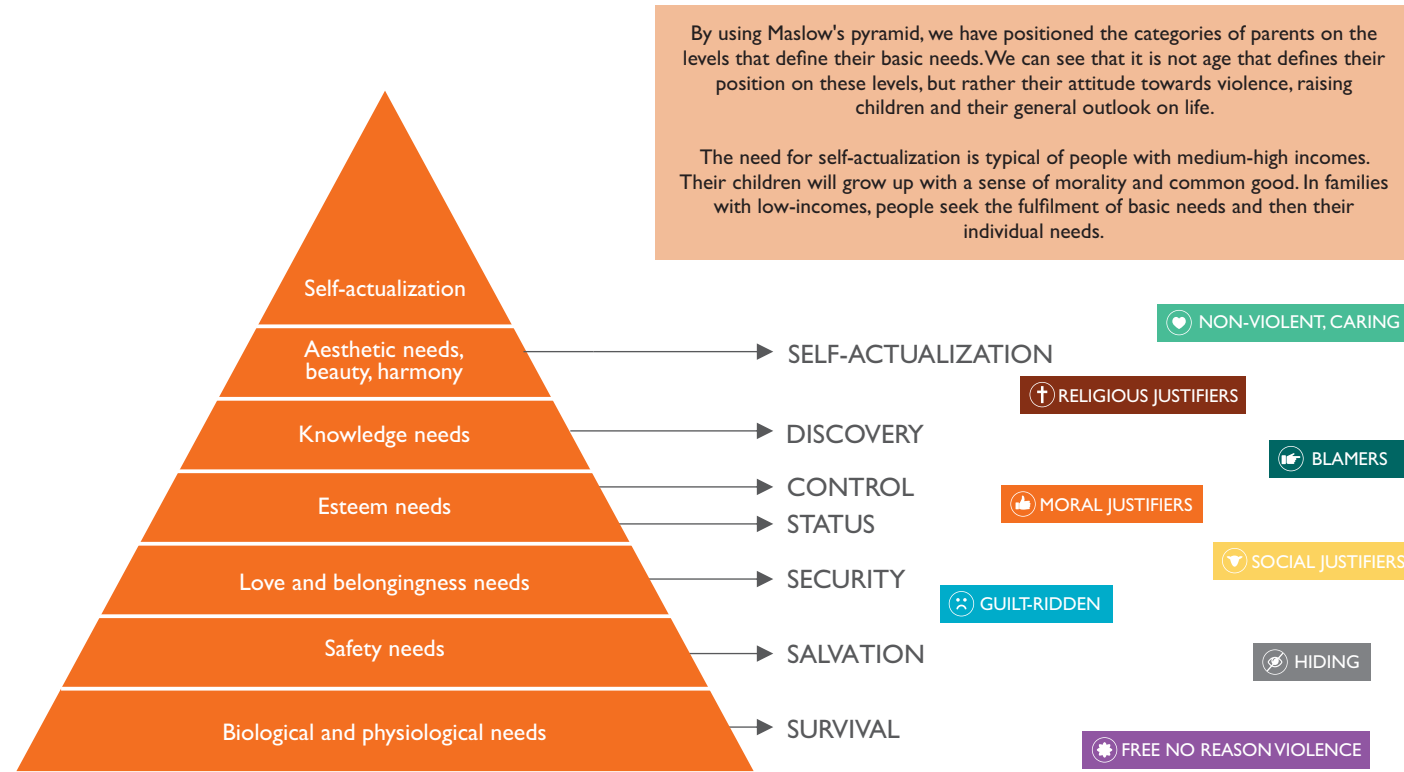 By using Maslow's pyramid, we have positioned the categories of parents on the
levels that define their basic needs. We can see that it is not age that defines their
position on these levels, but rather their attitude towards violence, raising
children and their general outlook on life.
The need for self-actualization is typical of people with medium-high incomes.
Their children will grow up with a sense of morality and common good. In families
with low-incomes, people seek the fulfilment of basic needs and then their
individual needs.
Self-actualization
Aesthetic needs,
beauty, harmony
Knowledge needs
Esteem needs
Love and belongingness needs
Safety needs
Biological and physiological needs
SELF-ACTUALIZATION
DISCOVERY
CONTROL
STATUS
SECURITY
SALVATION
SURVIVAL
NON-VIOLENT, CARING
RELIGIOUS JUSTIFIERS
BLAMERS
MORAL JUSTIFIERS
SOCIAL JUSTIFIERS
GUILT-RIDDEN
HIDING
FREE NO REASON VIOLENCE